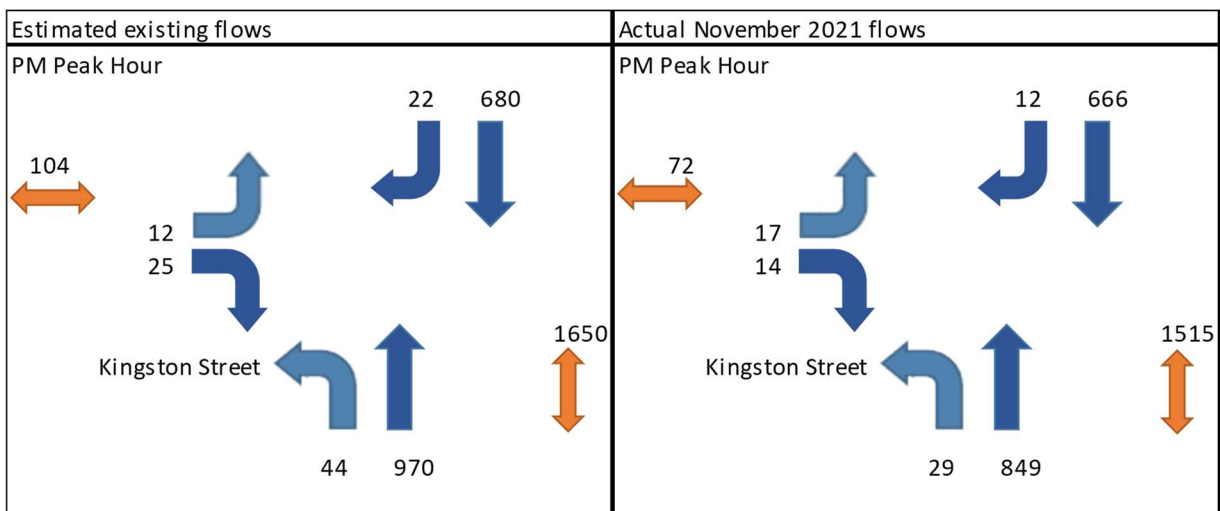 Estimated existing flows
PM Peak Hour
22 680
104
12
25
Kingston Street
1650
44 970
Actual November 2021 flows
PM Peak Hour
12 666
72
17
14
Kingston Street
1515
29 849